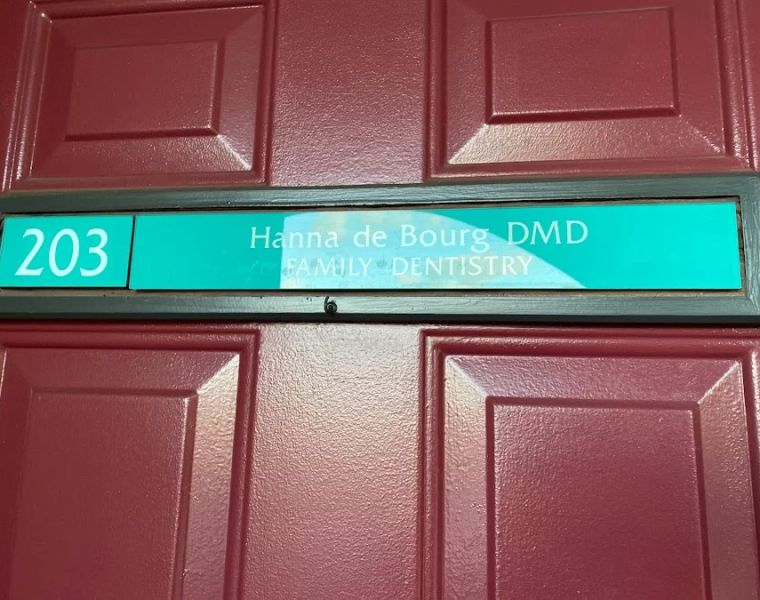 203
Hanna de Bourg DMD
FAMILY DENTISTRY